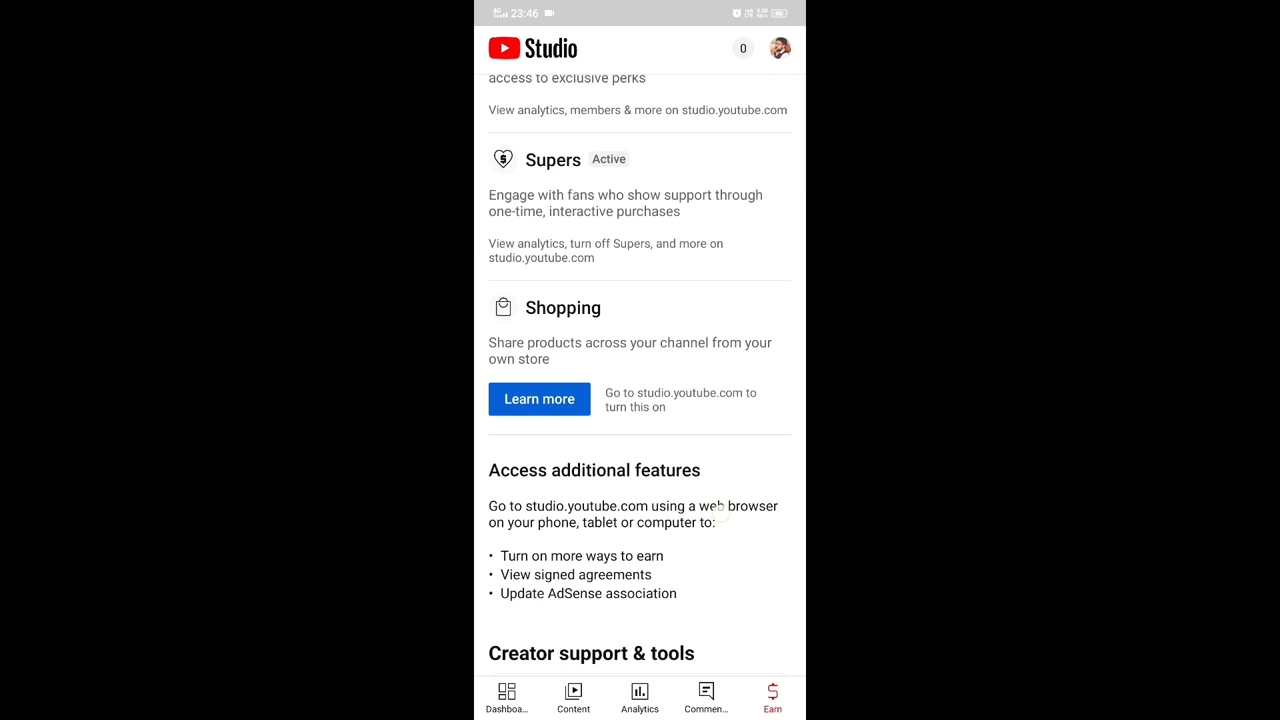 23:46
Studio
0
access to exclusive perks
View analytics, members & more on studio.youtube.com
Supers Active
Engage with fans who show support through
one-time, interactive purchases
View analytics, turn off Supers, and more on
studio.youtube.com
Shopping
Share products across your channel from your
own store
Learn more
Go to studio.youtube.com to
turn this on
Access additional features
Go to studio.youtube.com using a web browser
on your phone, tablet or computer to:
• Turn on more ways to earn
• View signed agreements
• Update AdSense association
Creator support & tools
Dashboa... Content Analytics Commen... Earn